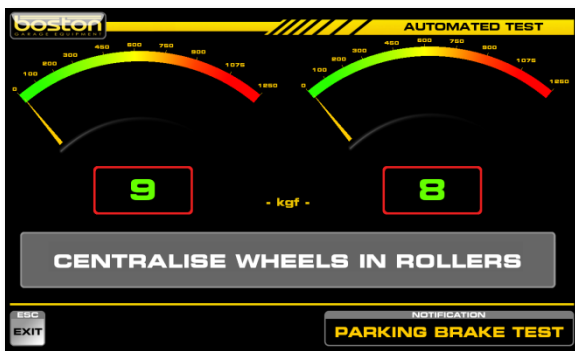 boston
GARAGE EQUIPMENT
AUTOMATED TEST
0 100 200 300 450 600 750 900 1075 1250
0 100 200 300 450 600 750 900 1075 1250
9
- kgf -
8
CENTRALISE WHEELS IN ROLLERS
ESC
EXIT
NOTIFICATION
PARKING BRAKE TEST